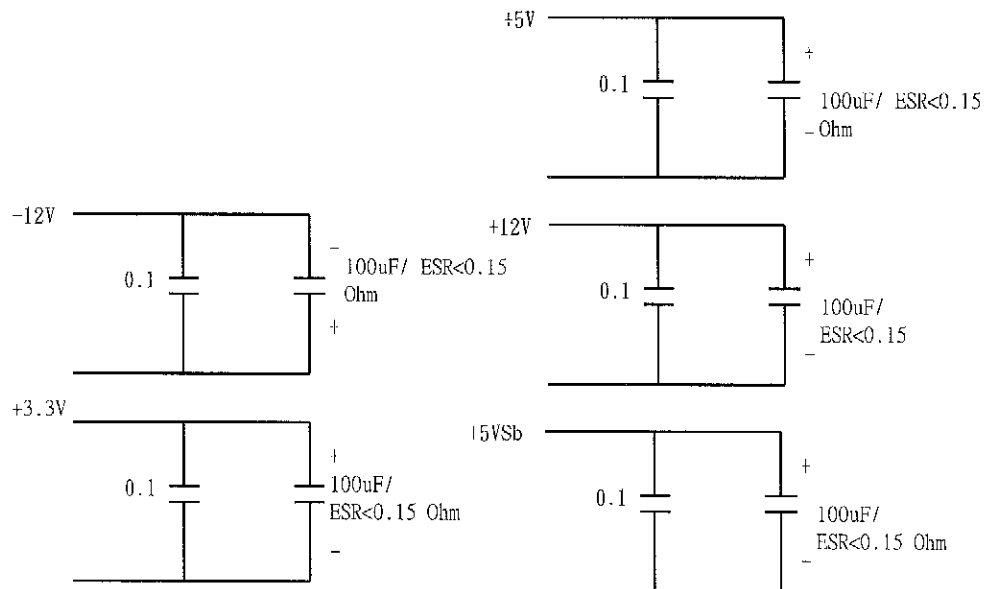 +5V
0.1
+
100uF/ ESR<0.15
- Ohm
-12V
0.1
-
100uF/ ESR<0.15
Ohm
+
+12V
0.1
+
100uF/
ESR<0.15
-
+3.3V
0.1
+
100uF/
ESR<0.15 Ohm
-
+5VSb
0.1
+
100uF/
ESR<0.15 Ohm
-